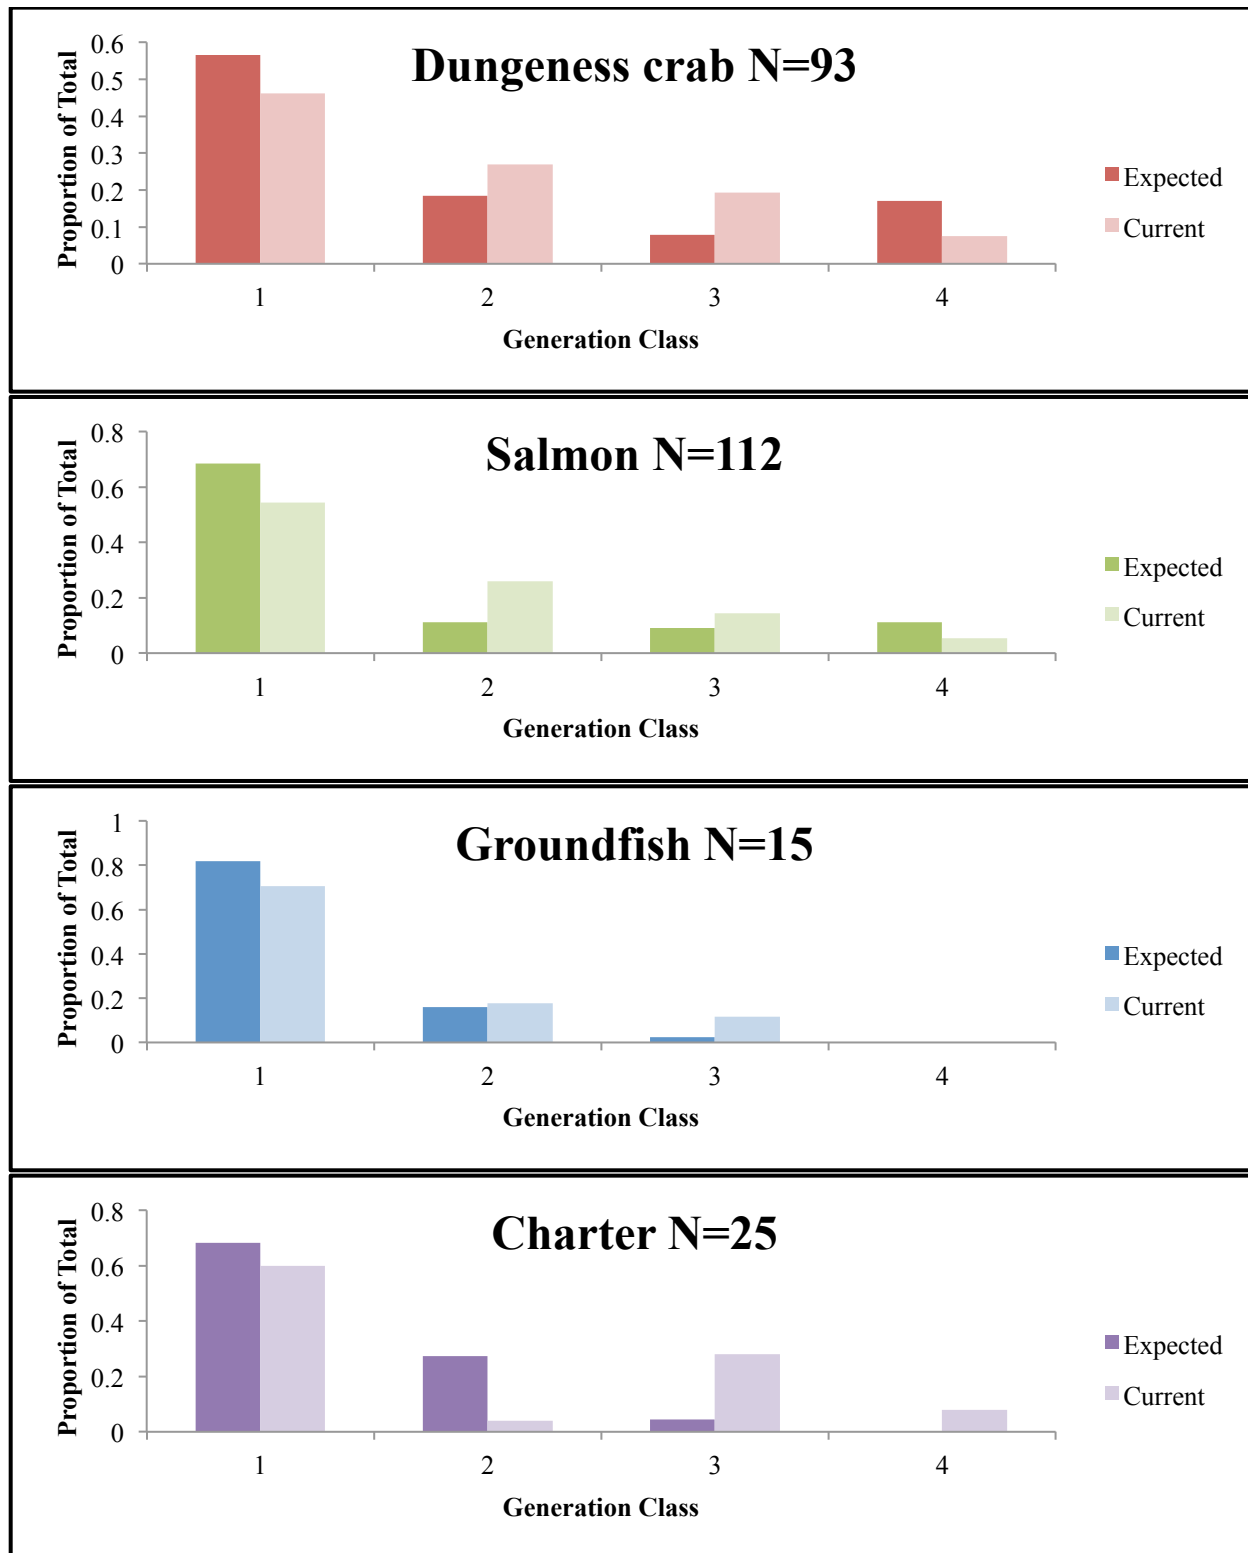 Dungeness crab N=93
Proportion of Total
0.6
0.5
0.4
0.3
0.2
0.1
0
1 2 3 4
Generation Class
Expected
Current
Salmon N=112
Proportion of Total
0.8
0.6
0.4
0.2
0
1 2 3 4
Generation Class
Expected
Current
Groundfish N=15
Proportion of Total
1
0.8
0.6
0.4
0.2
0
1 2 3 4
Generation Class
Expected
Current
Charter N=25
Proportion of Total
0.8
0.6
0.4
0.2
0
1 2 3 4
Generation Class
Expected
Current